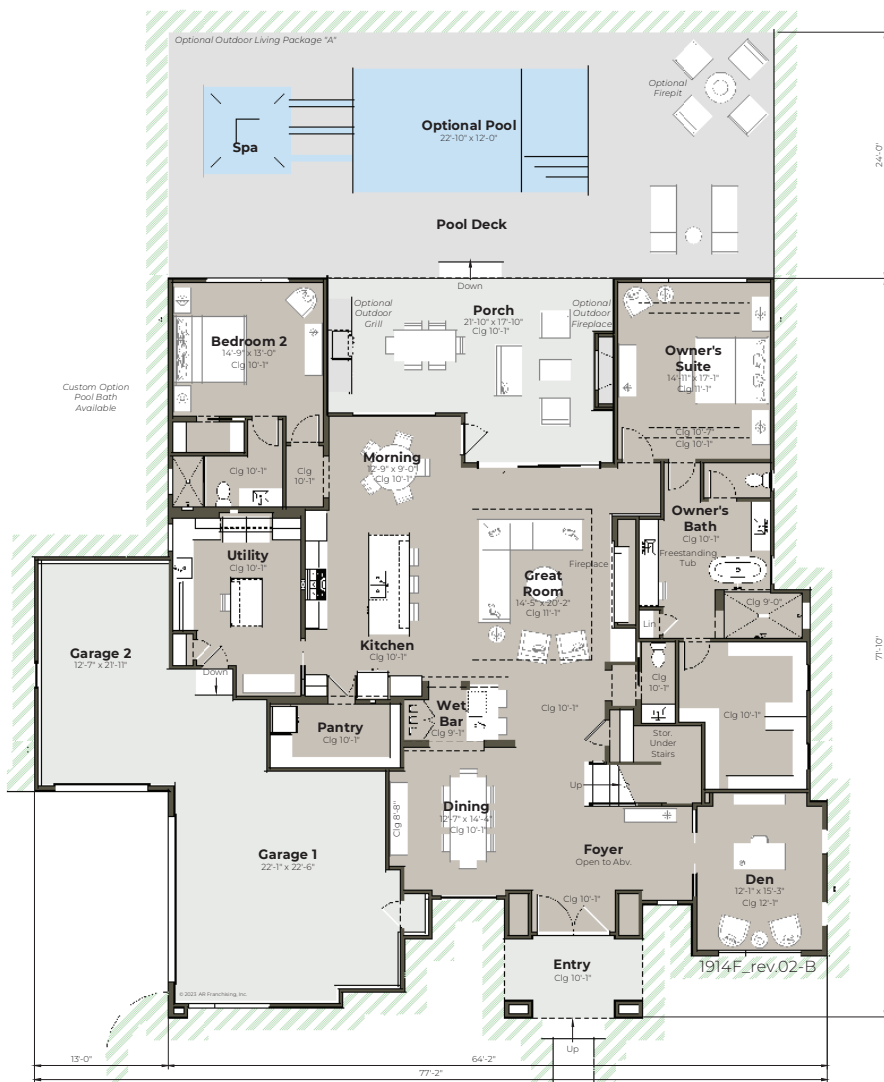 Optional Outdoor Living Package "A"
Optional
Firepit
Optional Pool
22'-10" x 12'-0"
Spa
24'-0"
Pool Deck
Down
Optional
Outdoor
Grill
Porch
21'-10" x 17'-10"
Clg 10'-1"
Optional
Outdoor
Fireplace
Bedroom 2
14'-9" x 13'-0"
Clg 10'-1"
Owner's
Suite
14'-11" x 17'-1"
Clg 11'-1"
Custom Option
Pool Bath
Available
Clg 10'-7"
Clg 10'-1"
Morning
12'-9" x 9'-0"
Clg 10'-1"
Clg 10'-1"
Clg
10'-1"
Owner's
Bath
Clg 10'-1"
Freestanding
Tub
Utility
Clg 10'-1"
Fireplace
Great
Room
14'-5" x 20'-2"
Clg 11'-1"
Clg 9'-0"
Lin
Kitchen
Clg 10'-1"
Garage 2
12'-7" x 21'-11"
71'-10"
Down
Clg
10'-1"
Wet
Bar
Clg 9'-1"
Clg 10'-1"
Clg 10'-1"
Pantry
Clg 10'-1"
Stor.
Under
Stairs
Up
Dining
12'-7" x 14'-4"
Clg 10'-1"
Clg 8'-8"
Garage 1
22'-1" x 22'-6"
Foyer
Open to Abv.
Den
12'-1" x 15'-3"
Clg 12'-1"
Clg 10'-1"
Entry
Clg 10'-1"
1914F_rev.02-B
© 2023 AR Franchising, Inc.
Up
13'-0"
64'-2"
77'-2"